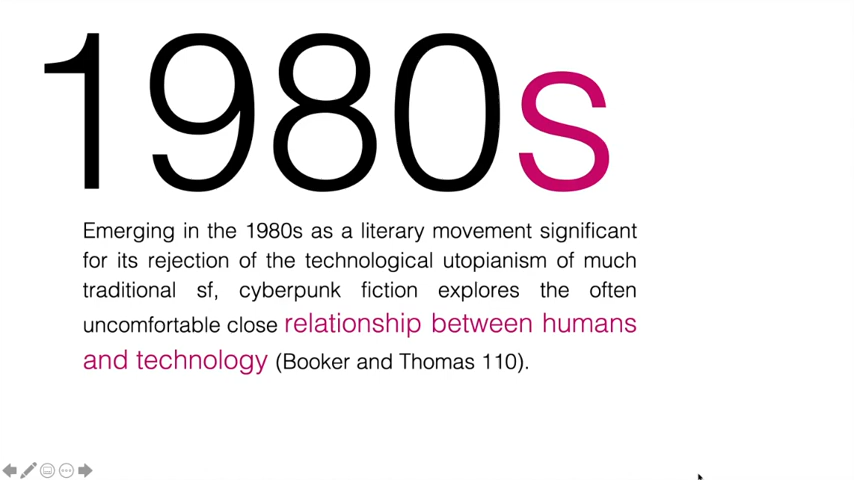 1980s
Emerging in the 1980s as a literary movement significant
for its rejection of the technological utopianism of much
traditional sf, cyberpunk fiction explores the often
uncomfortable close relationship between humans
and technology (Booker and Thomas 110).